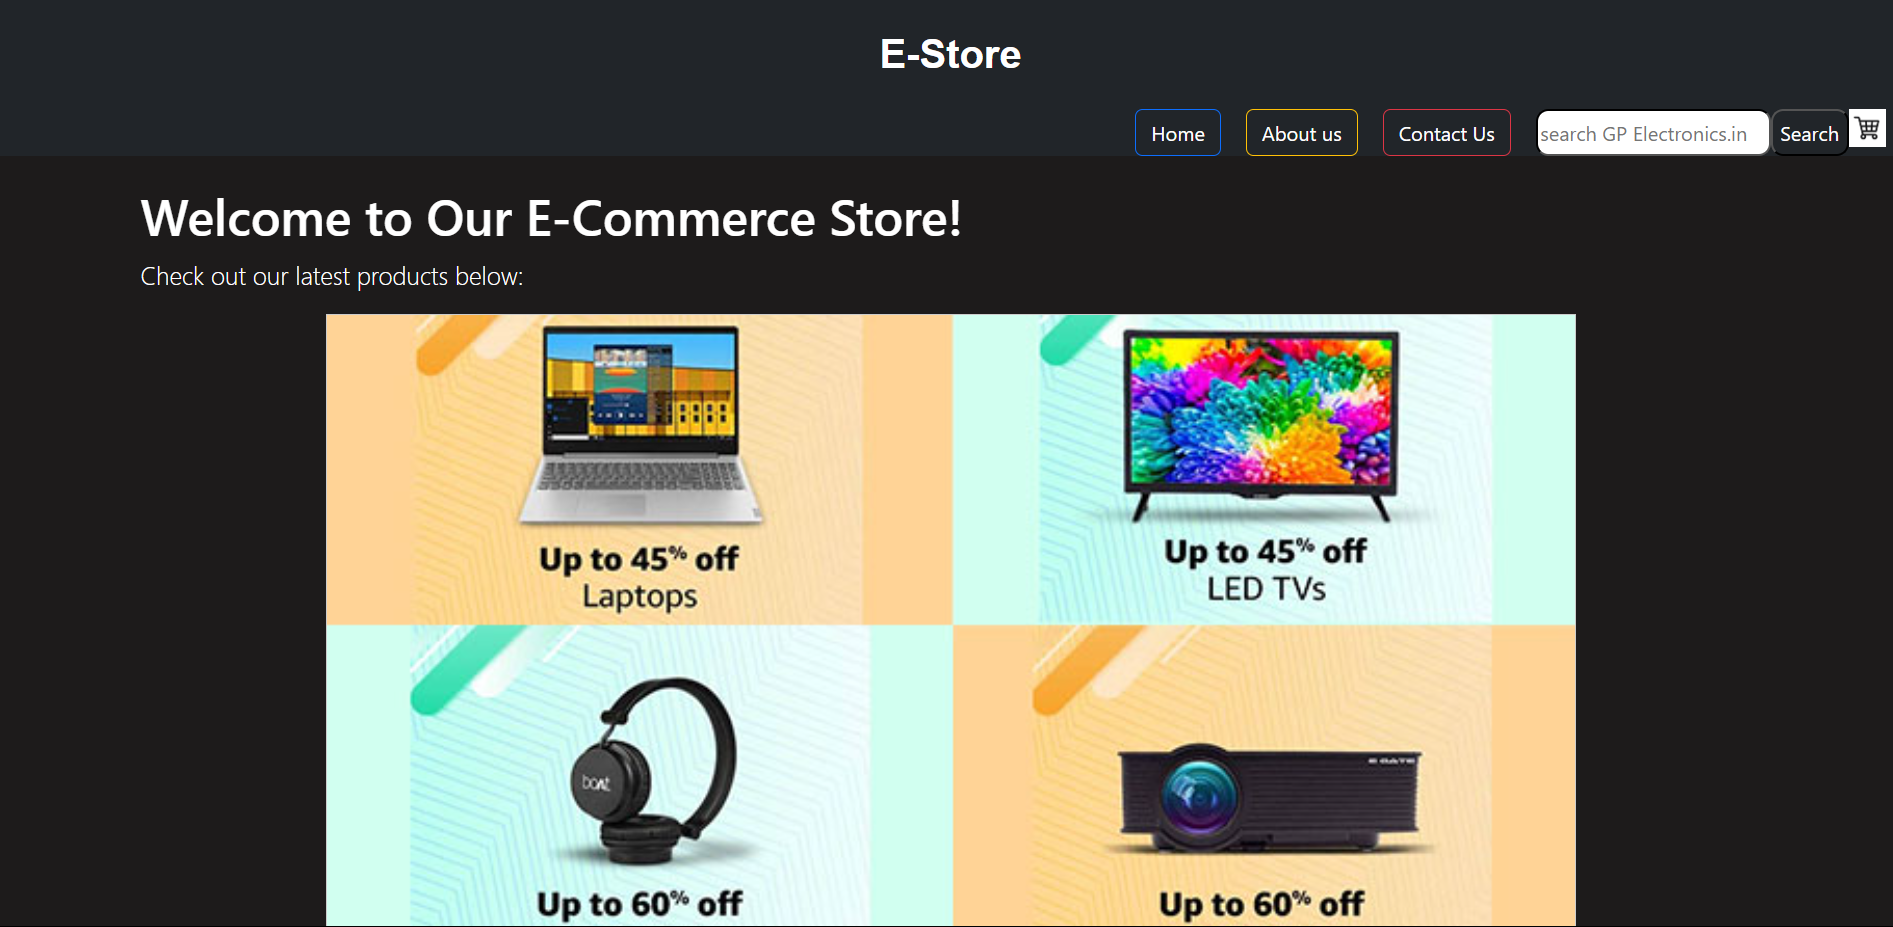 E-Store
Home About us Contact Us search GP Electronics.in Search
Welcome to Our E-Commerce Store!
Check out our latest products below:
Up to 45% off
Laptops
Up to 45% off
LED TVs
boAt
Up to 60% off
E GATE
Up to 60% off